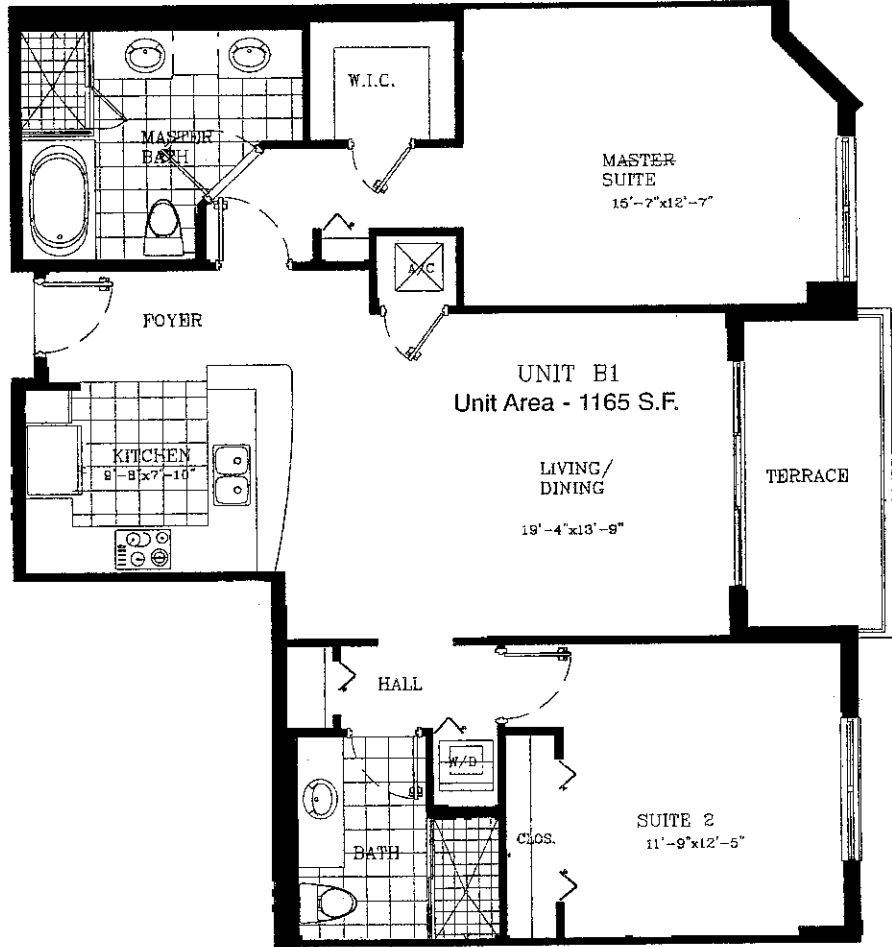 W.I.C.
MASTER
BATH
MASTER
SUITE
15'-7"x12'-7"
A/C
FOYER
UNIT B1
Unit Area - 1165 S.F.
KITCHEN
9'-8"x7'-10"
LIVING/
DINING
19'-4"x13'-9"
TERRACE
HALL
W/D
BATH
CLOS.
SUITE 2
11'-9"x12'-5"